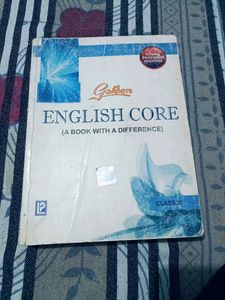 Golden
ENGLISH CORE
(A BOOK WITH A DIFFERENCE)
CLASS